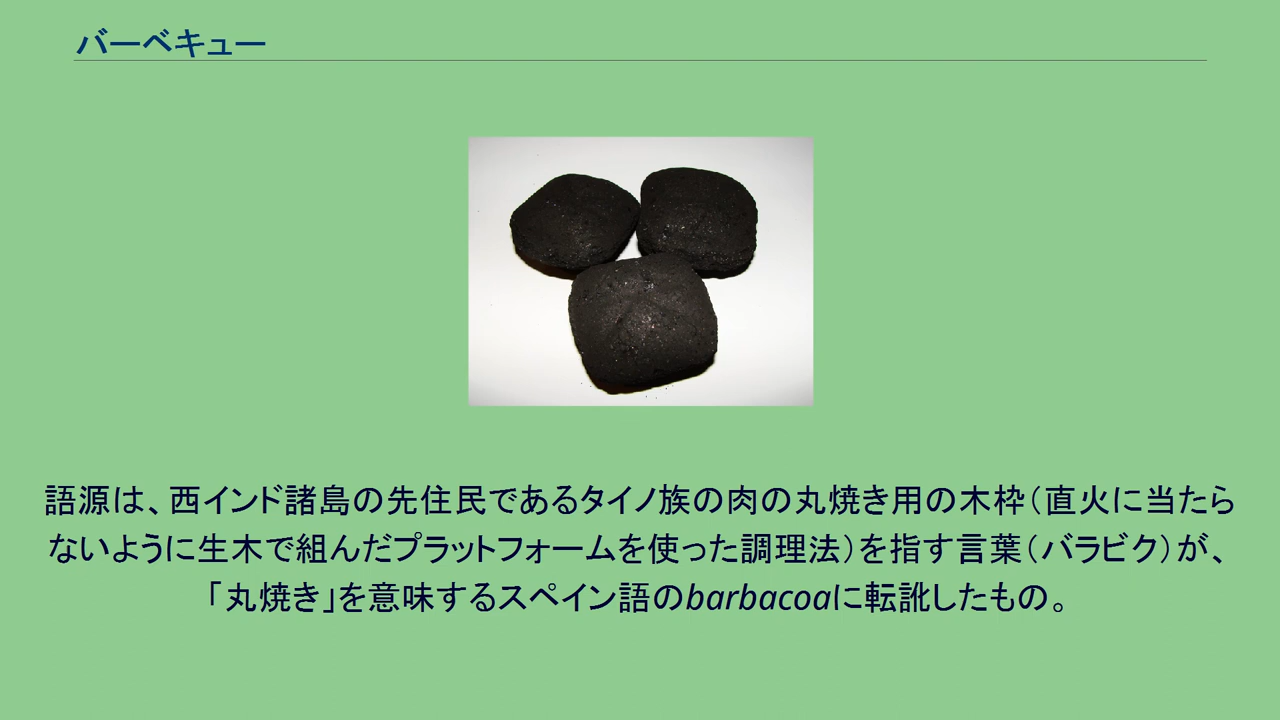 バーベキュー
語源は、西インド諸島の先住民であるタイノ族の肉の丸焼き用の木枠（直火に当たら
ないように生木で組んだプラットフォームを使った調理法）を指す言葉（バラビク）が、
「丸焼き」を意味するスペイン語のbarbacoaに転訛したもの。